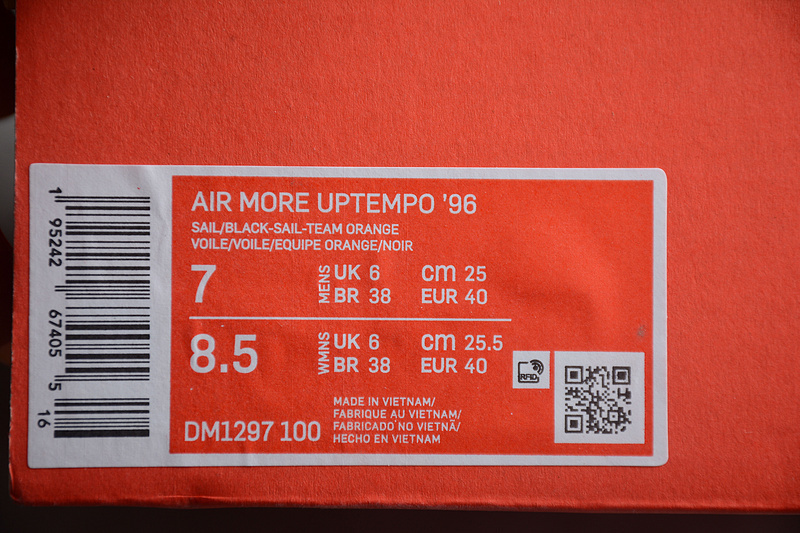 1 95242 67405 5 16
AIR MORE UPTEMPO '96
SAIL/BLACK-SAIL-TEAM ORANGE
VOILE/VOILE/EQUIPE ORANGE/NOIR
7
MENS
UK 6 cm 25
BR 38 EUR 40
8.5
WMNS
UK 6 cm 25.5
BR 38 EUR 40
RFID
DM1297 100
MADE IN VIETNAM/
FABRIQUE AU VIETNAM/
FABRICADO NO VIETNÃ/
HECHO EN VIETNAM